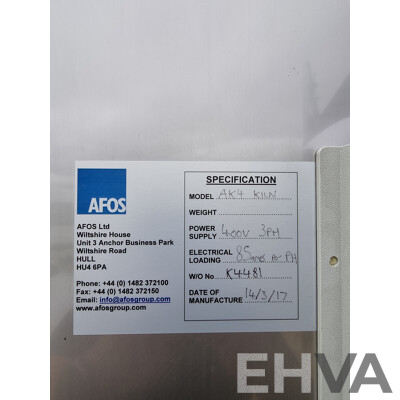 AFOS
AFOS Ltd
Wiltshire House
Unit 3 Anchor Business Park
Wiltshire Road
HULL
HU4 6PA
Phone: +44 (0) 1482 372100
Fax: +44 (0) 1482 372150
Email: info@afosgroup.com
afosgroup.com
SPECIFICATION
MODEL AK4 KILN
WEIGHT
POWER SUPPLY 400V 3PH
ELECTRICAL LOADING 85 PH
W/O No K4481
DATE OF MANUFACTURE 14/3/17
EHVA